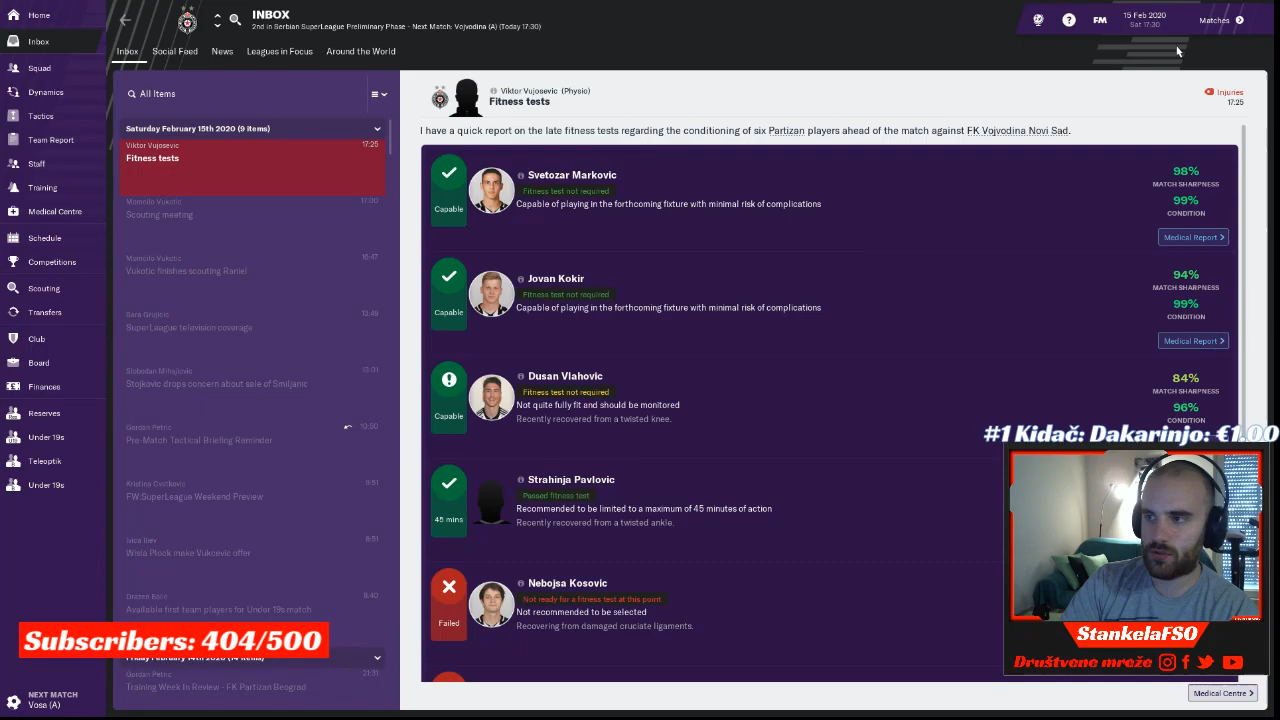 Home
Inbox
Squad
Dynamics
Tactics
Team Report
Staff
Training
Medical Centre
Schedule
Competitions
Scouting
Transfers
Club
Board
Finances
Reserves
Under 19s
Teleoptik
Under 19s
NEXT MATCH
Vosa (A)
INBOX
2nd in Serbian SuperLeague Preliminary Phase - Next Match: Vojvodina (A) (Today 17:30)
FM
15 Feb 2020
Sat 17:30
Matches
Inbox
Social Feed
News
Leagues in Focus
Around the World
All Items
Saturday February 15th 2020 (9 items)
Viktor Vujosevic 17:25
Fitness tests
Momcilo Vukotic 17:00
Scouting meeting
Momcilo Vukotic 16:47
Vukotic finishes scouting Raniel
Sara Grujicic 13:49
SuperLeague television coverage
Slobodan Mihajlovic 13:01
Stojkovic drops concern about sale of Smiljanic
Gordan Petric 10:50
Pre-Match Tactical Briefing Reminder
Kristina Cvetkovic 9:51
FW:SuperLeague Weekend Preview
Ivica Iliev 8:51
Wisla Plock make Vukcevic offer
8:40
Available first team players for Under 19s match
Friday February 14th 2020 (14 items)
Gordan Petric 21:31
Training Week In Review - FK Partizan Beograd
Viktor Vujosevic (Physio)
Fitness tests
Injuries
17:25
I have a quick report on the late fitness tests regarding the conditioning of six Partizan players ahead of the match against FK Vojvodina Novi Sad.
Capable
Svetozar Markovic
Fitness test not required
Capable of playing in the forthcoming fixture with minimal risk of complications
98%
MATCH SHARPNESS
99%
CONDITION
Medical Report
Capable
Jovan Kokir
Fitness test not required
Capable of playing in the forthcoming fixture with minimal risk of complications
94%
MATCH SHARPNESS
99%
CONDITION
Medical Report
Capable
Dusan Vlahovic
Fitness test not required
Not quite fully fit and should be monitored
Recently recovered from a twisted knee.
84%
MATCH SHARPNESS
96%
CONDITION
#1 Kidać: Dakarinjo: €1.00
45 mins
Strahinja Pavlovic
Passed fitness test
Recommended to be limited to a maximum of 45 minutes of action
Recently recovered from a twisted ankle.
Failed
Nebojsa Kosovic
Not ready for a fitness test at this point
Not recommended to be selected
Recovering from damaged cruciate ligaments.
Medical Centre
Subscribers: 404/500
StankelaFSO
Društvene mreže